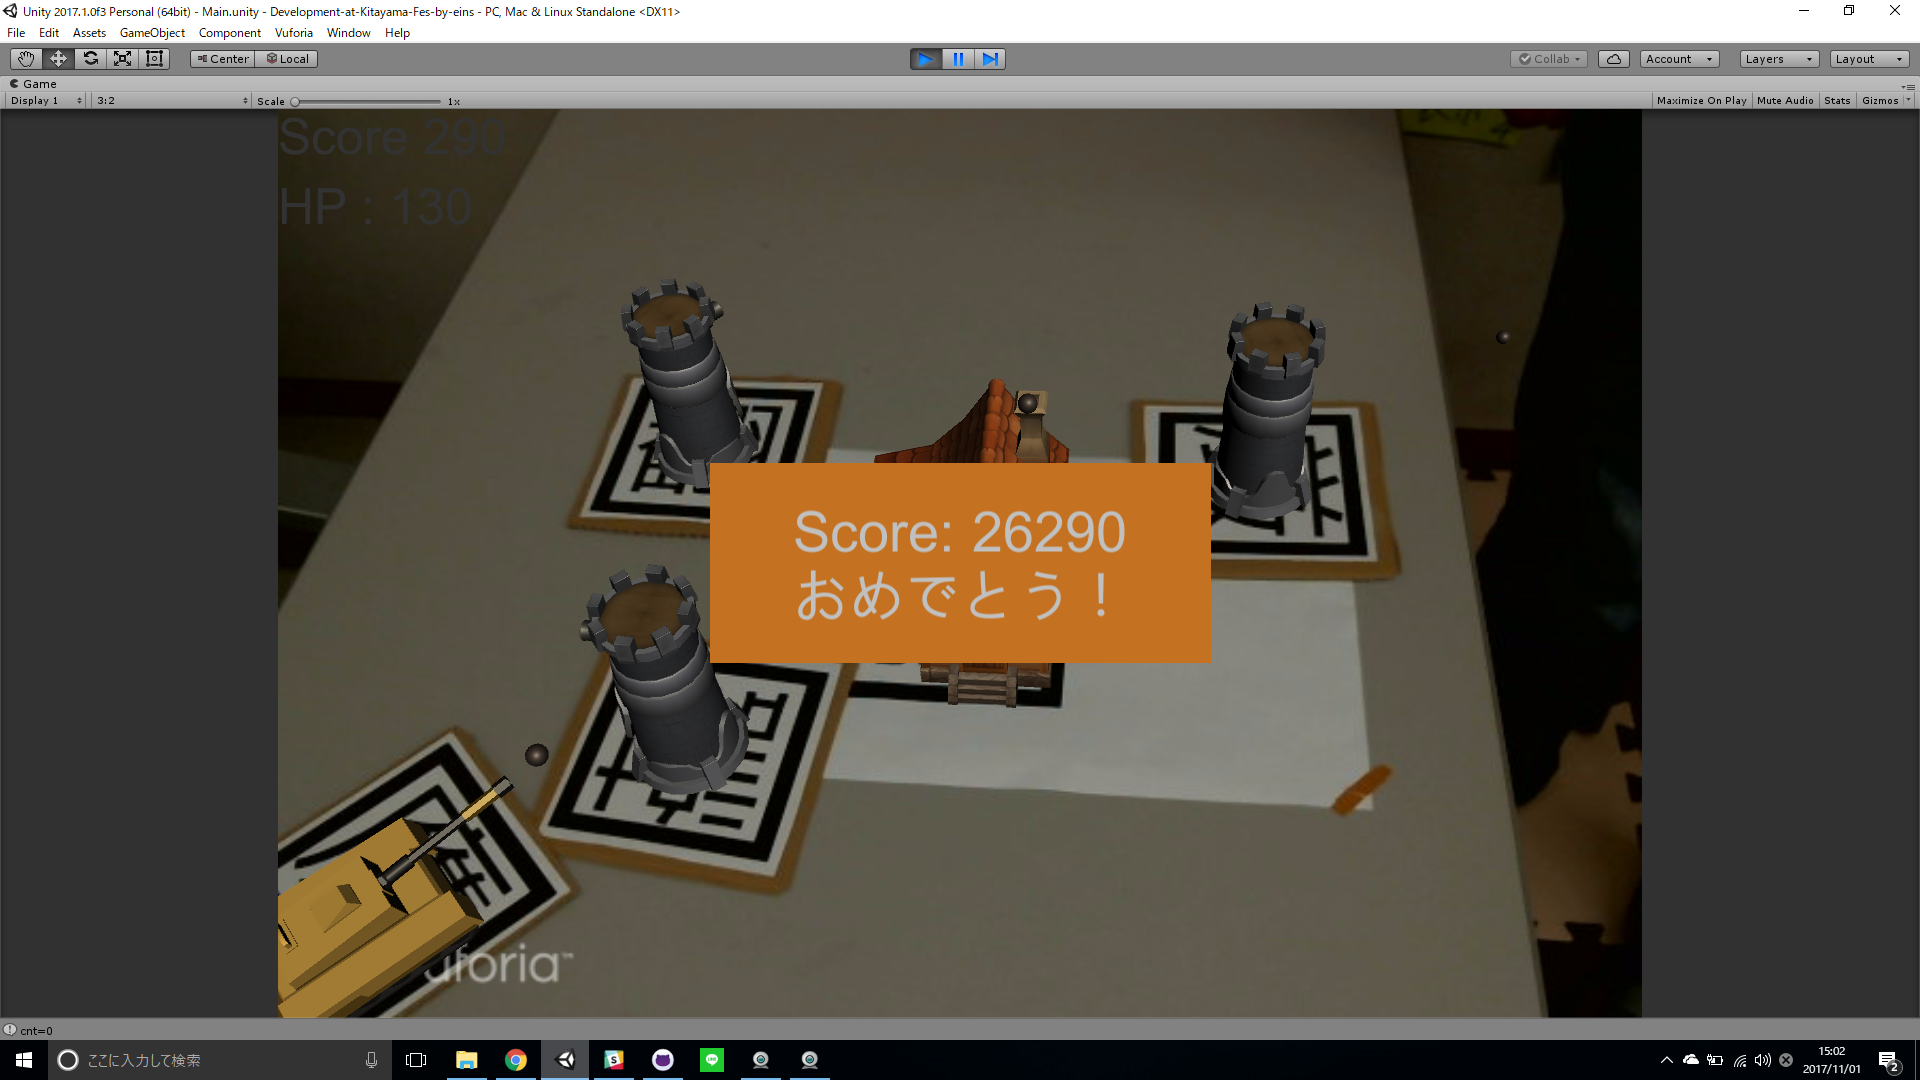 Unity 2017.1.0f3 Personal (64bit) - Main.unity - Development-at-Kitayama-Fes-by-eins - PC, Mac & Linux Standalone <DX11>
File Edit Assets GameObject Component Vuforia Window Help
Center Local Collab Account Layers Layout
Game
Display 1 3:2 Scale 1x Maximize On Play Mute Audio Stats Gizmos
Score 290
HP : 130
Score: 26290
おめでとう！
uforia™
cnt=0
ここに入力して検索
15:02
2017/11/01
2